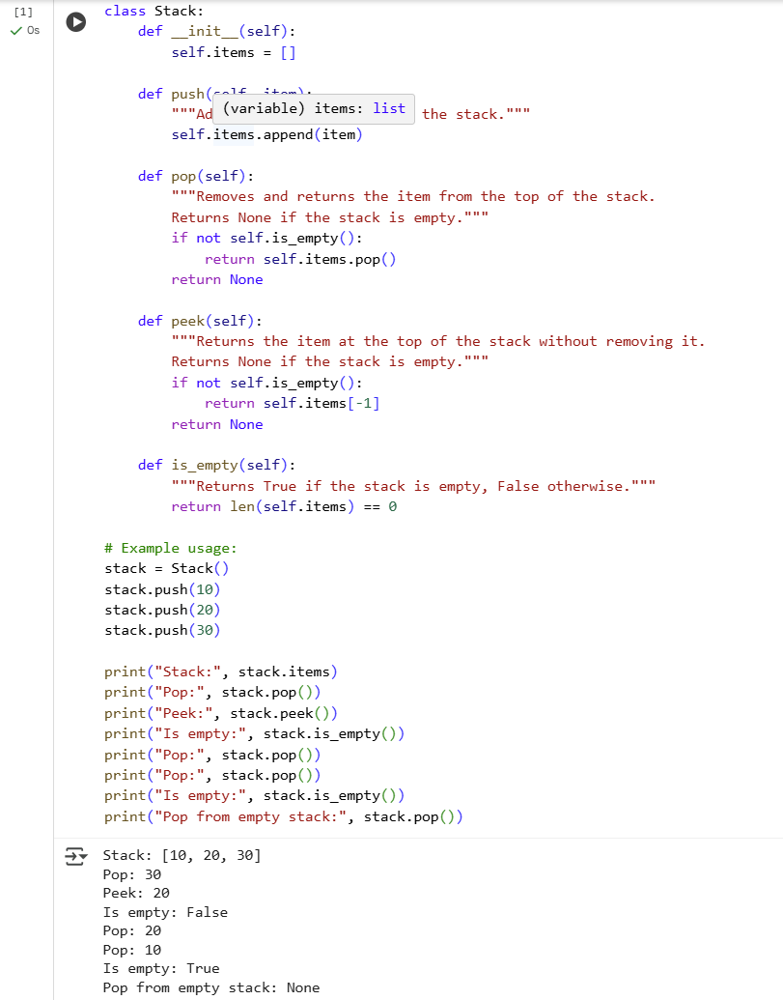 [1]
0s
class Stack:
    def __init__(self):
        self.items = []

    def push(self, item):
        """Ad the stack."""
(variable) items: list
        self.items.append(item)

    def pop(self):
        """Removes and returns the item from the top of the stack.
        Returns None if the stack is empty."""
        if not self.is_empty():
            return self.items.pop()
        return None

    def peek(self):
        """Returns the item at the top of the stack without removing it.
        Returns None if the stack is empty."""
        if not self.is_empty():
            return self.items[-1]
        return None

    def is_empty(self):
        """Returns True if the stack is empty, False otherwise."""
        return len(self.items) == 0

# Example usage:
stack = Stack()
stack.push(10)
stack.push(20)
stack.push(30)

print("Stack:", stack.items)
print("Pop:", stack.pop())
print("Peek:", stack.peek())
print("Is empty:", stack.is_empty())
print("Pop:", stack.pop())
print("Pop:", stack.pop())
print("Is empty:", stack.is_empty())
print("Pop from empty stack:", stack.pop())
Stack: [10, 20, 30]
Pop: 30
Peek: 20
Is empty: False
Pop: 20
Pop: 10
Is empty: True
Pop from empty stack: None